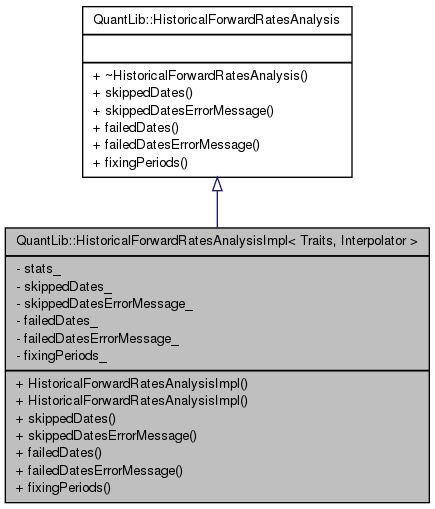 QuantLib::HistoricalForwardRatesAnalysis
+ ~HistoricalForwardRatesAnalysis()
+ skippedDates()
+ skippedDatesErrorMessage()
+ failedDates()
+ failedDatesErrorMessage()
+ fixingPeriods()
QuantLib::HistoricalForwardRatesAnalysisImpl< Traits, Interpolator >
- stats_
- skippedDates_
- skippedDatesErrorMessage_
- failedDates_
- failedDatesErrorMessage_
- fixingPeriods_
+ HistoricalForwardRatesAnalysisImpl()
+ HistoricalForwardRatesAnalysisImpl()
+ skippedDates()
+ skippedDatesErrorMessage()
+ failedDates()
+ failedDatesErrorMessage()
+ fixingPeriods()